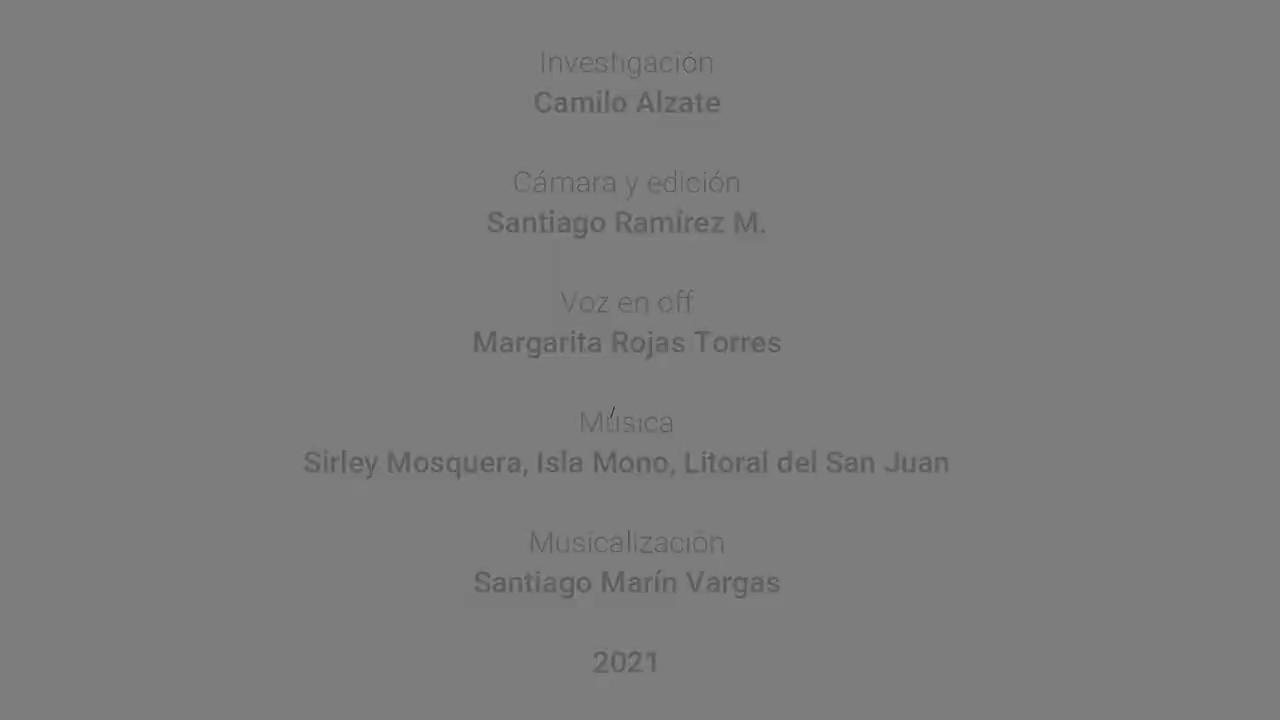 Investigación
Camilo Alzate
Cámara y edición
Santiago Ramírez M.
Voz en off
Margarita Rojas Torres
Música
Sirley Mosquera, Isla Mono, Litoral del San Juan
Musicalización
Santiago Marín Vargas
2021